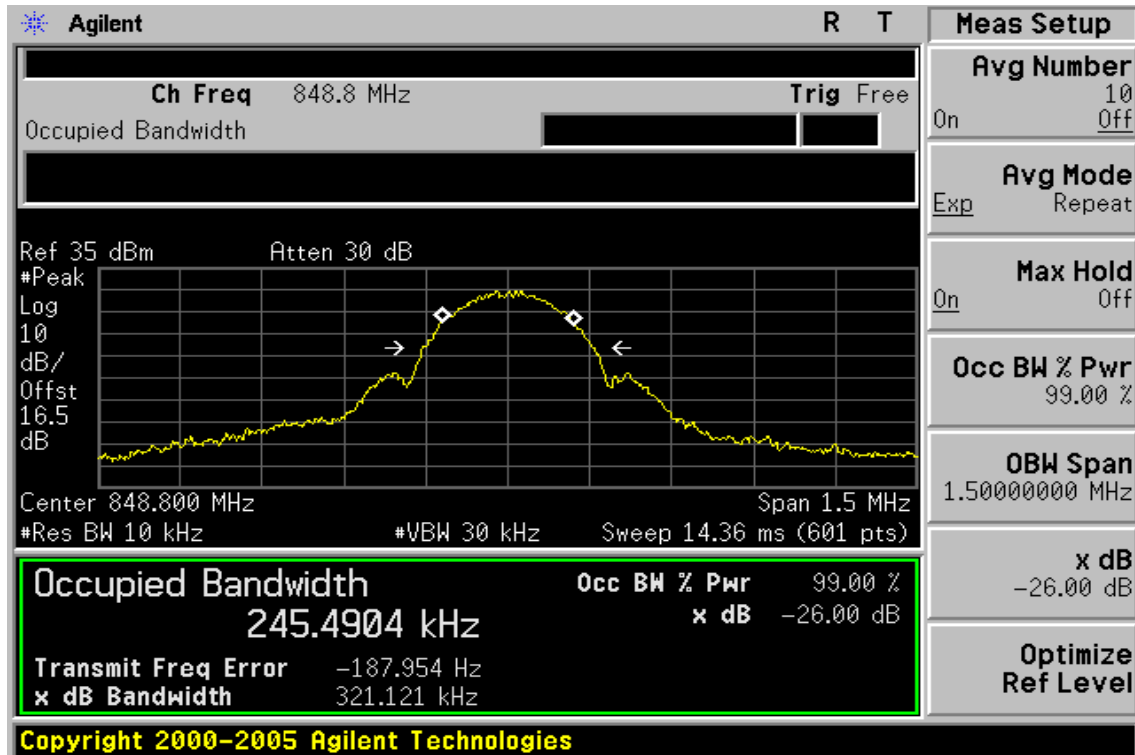 Agilent R T
Ch Freq 848.8 MHz Trig Free
Occupied Bandwidth
Ref 35 dBm Atten 30 dB
#Peak
Log
10
dB/
Offst
16.5
dB
Center 848.800 MHz Span 1.5 MHz
#Res BW 10 kHz #VBW 30 kHz Sweep 14.36 ms (601 pts)
Occupied Bandwidth Occ BW % Pwr 99.00 %
245.4904 kHz x dB -26.00 dB
Transmit Freq Error -187.954 Hz
x dB Bandwidth 321.121 kHz
Meas Setup
Avg Number
10
On Off
Avg Mode
Exp Repeat
Max Hold
On Off
Occ BW % Pwr
99.00 %
OBW Span
1.50000000 MHz
x dB
-26.00 dB
Optimize
Ref Level
Copyright 2000-2005 Agilent Technologies